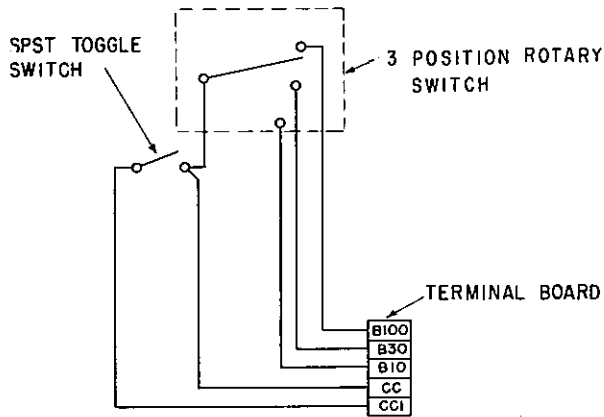 SPST TOGGLE
SWITCH
3 POSITION ROTARY
SWITCH
TERMINAL BOARD
B100
B30
B10
CC
CC1